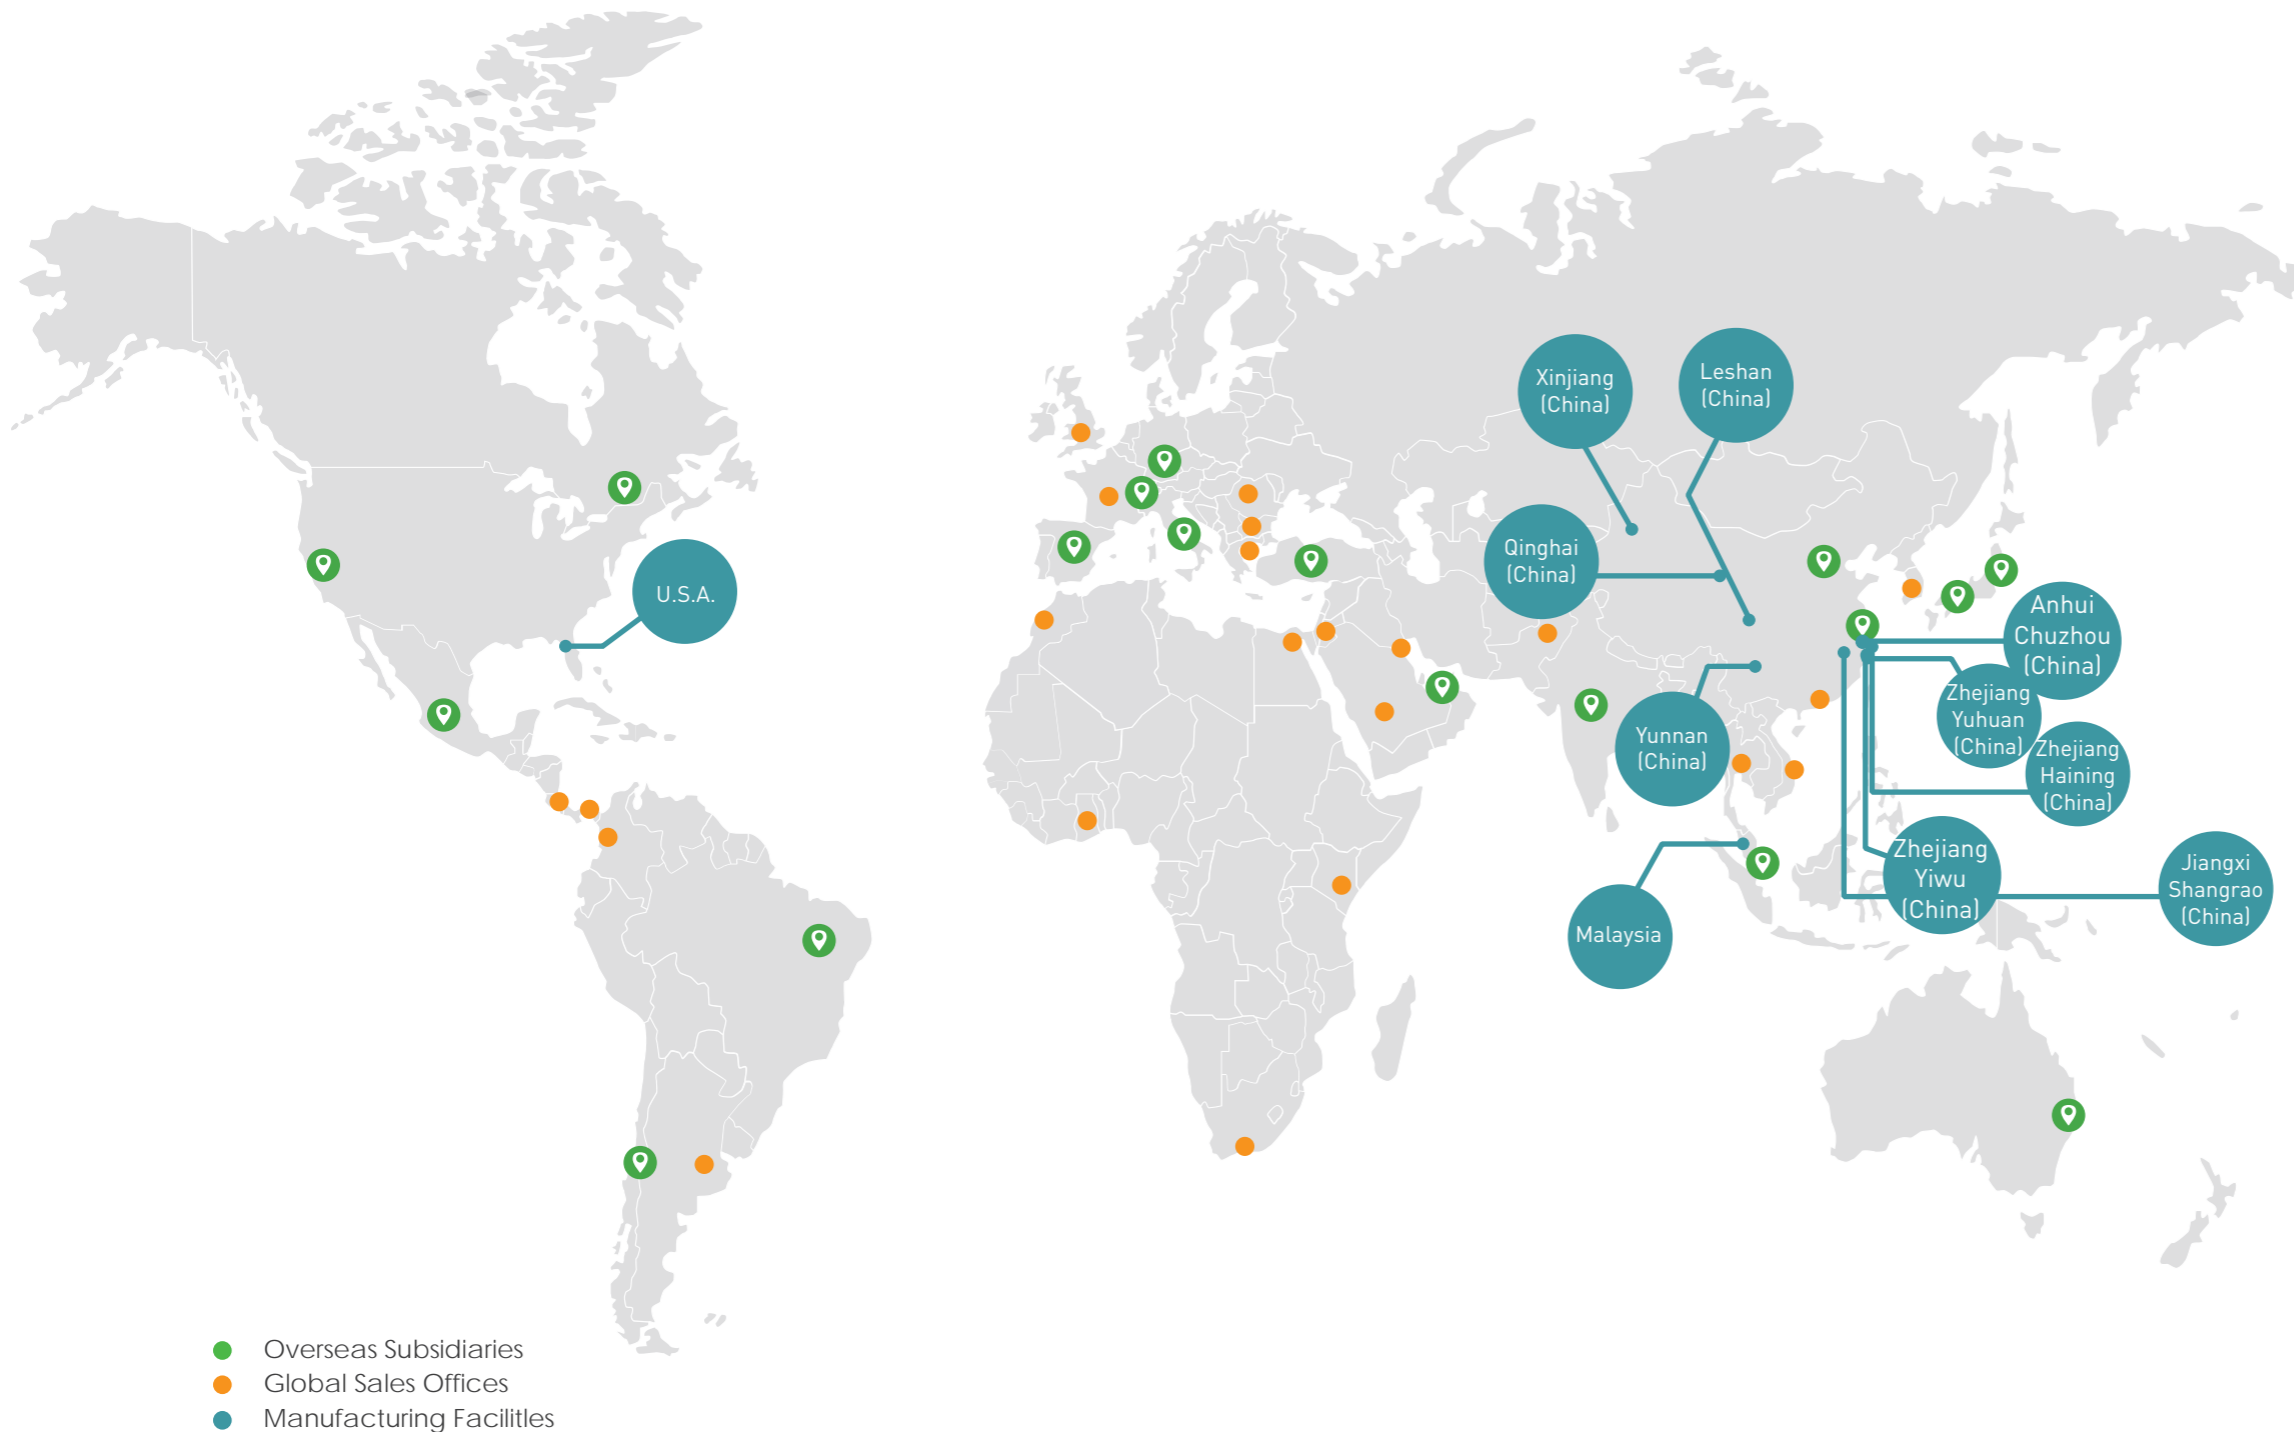 Xinjiang
(China)
Leshan
(China)
Qinghai
(China)
U.S.A.
Anhui
Chuzhou
(China)
Zhejiang
Yuhuan
(China)
Yunnan
(China)
Zhejiang
Haining
(China)
Zhejiang
Yiwu
(China)
Jiangxi
Shangrao
(China)
Malaysia
Overseas Subsidiaries
Global Sales Offices
Manufacturing Facilitles